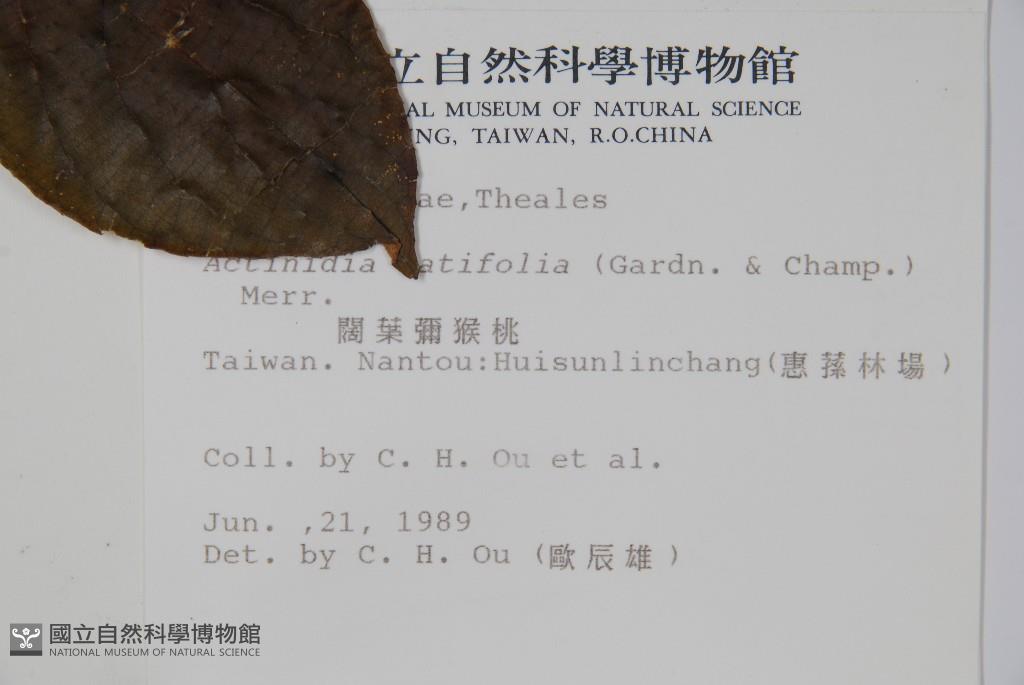 立自然科學博物館
AL MUSEUM OF NATURAL SCIENCE
NG, TAIWAN, R.O.CHINA
ae,Theales
Actinidia atifolia (Gardn. & Champ.)
Merr.
闊葉彌猴桃
Taiwan. Nantou:Huisunlinchang(惠蓀林場)
Coll. by C. H. Ou et al.
Jun. ,21, 1989
Det. by C. H. Ou (歐辰雄)
國立自然科學博物館
NATIONAL MUSEUM OF NATURAL SCIENCE